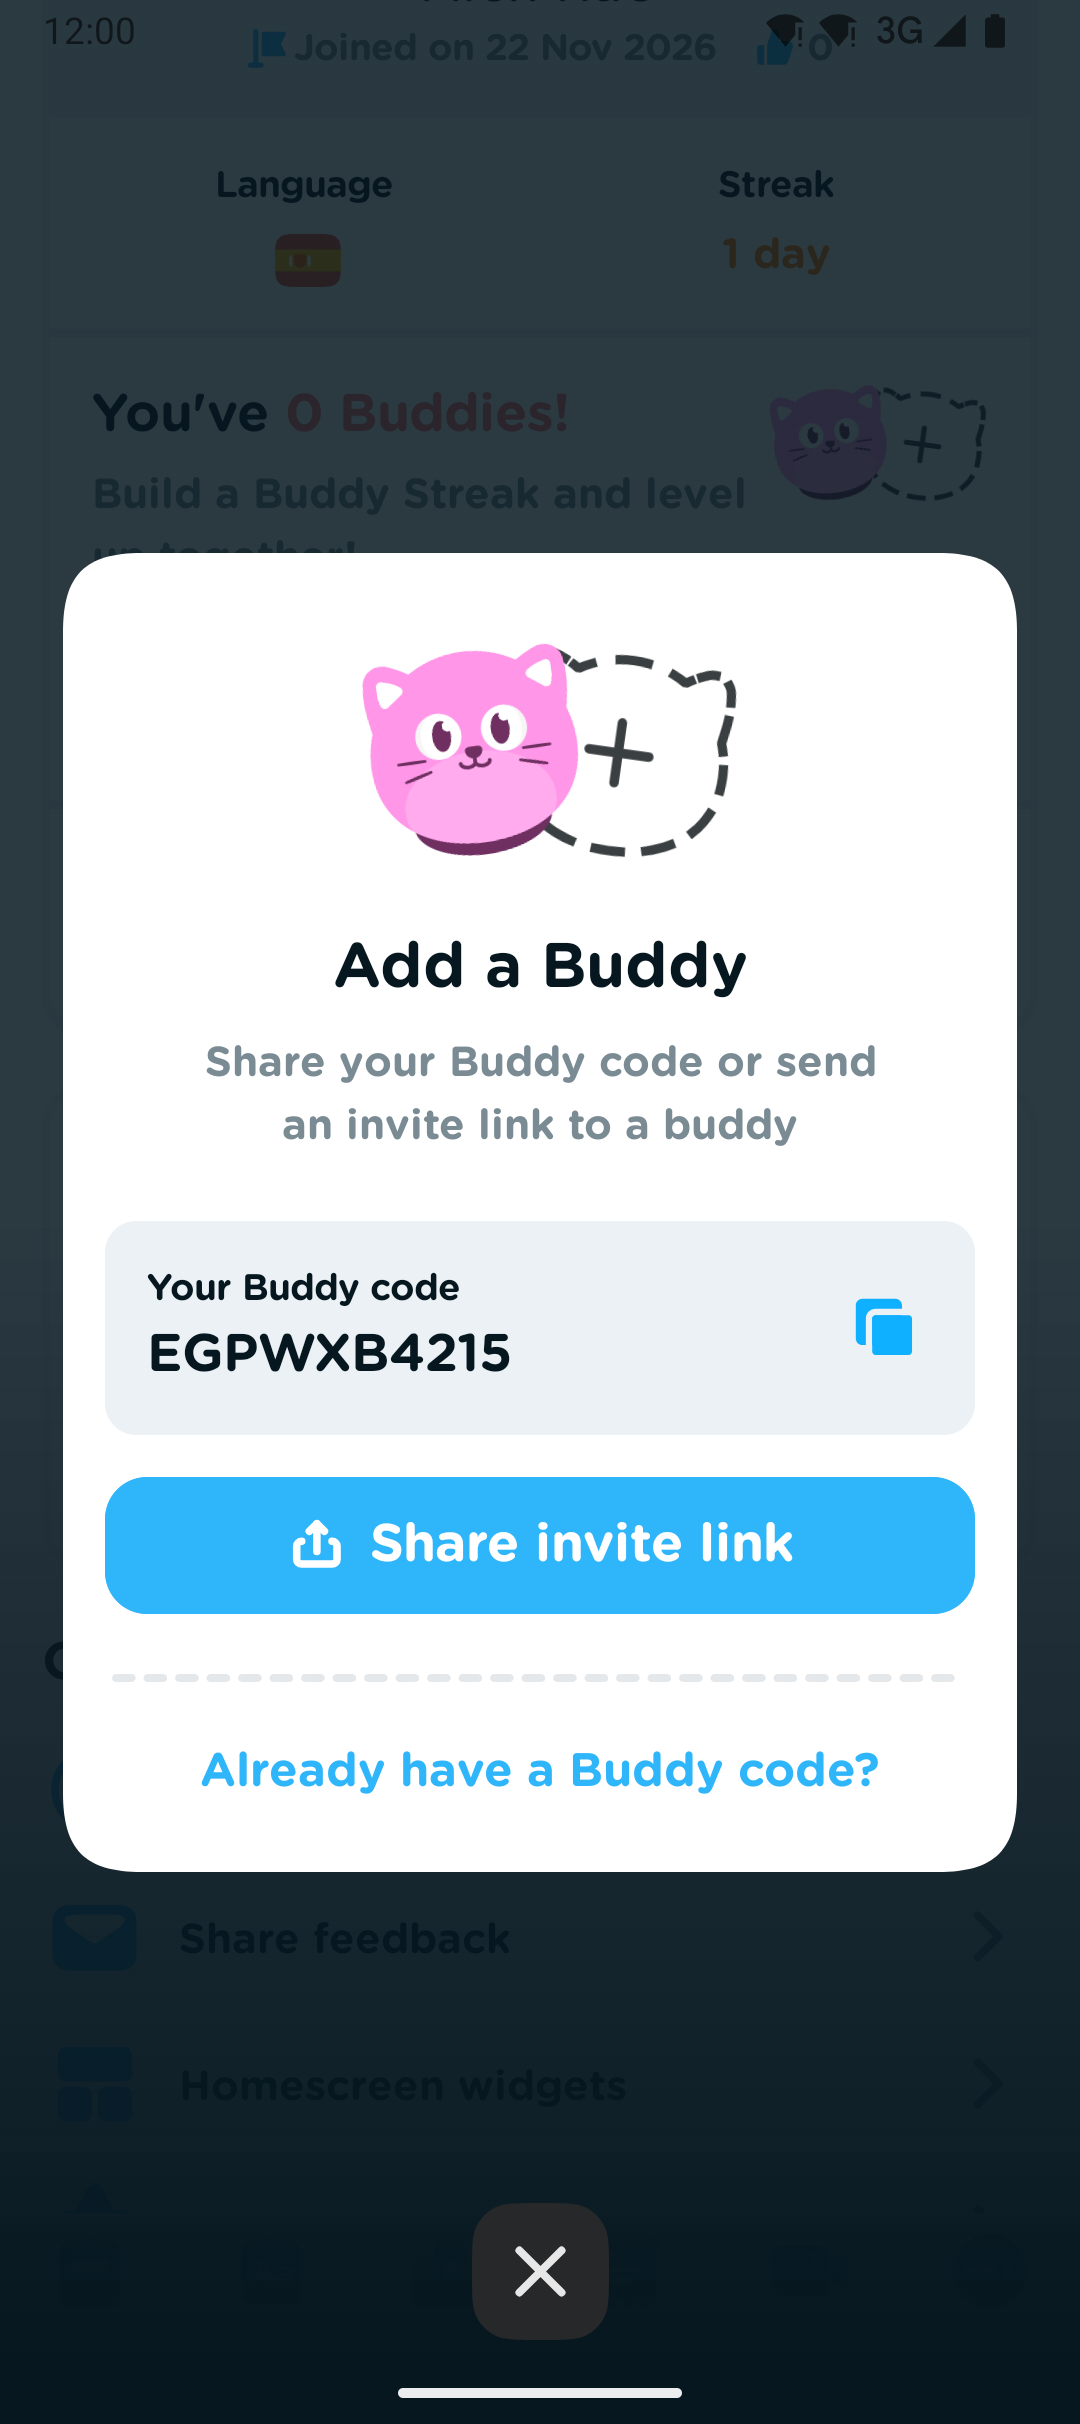 12:00
3G
Joined on 22 Nov 2026
0
Language
Streak
1 day
You've 0 Buddies!
Build a Buddy Streak and level
up together!
Add a Buddy
Share your Buddy code or send
an invite link to a buddy
Your Buddy code
EGPWXB4215
Share invite link
Already have a Buddy code?
Share feedback
Homescreen widgets